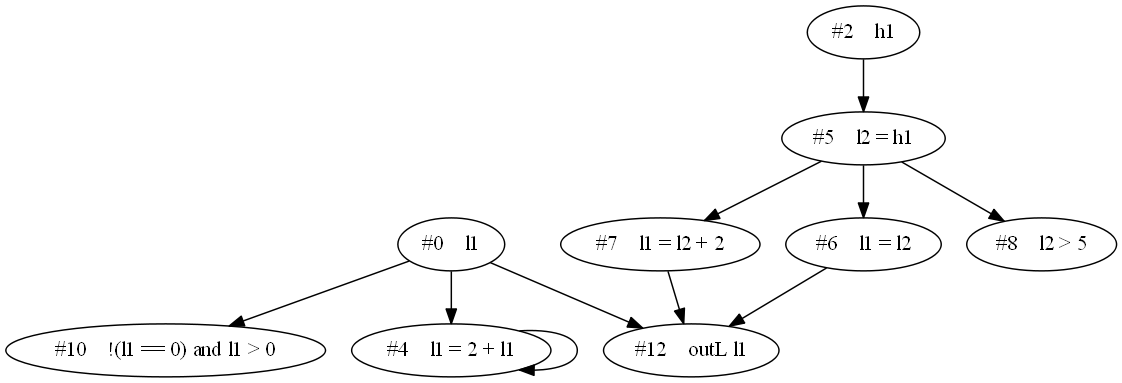 #2 h1
#5 l2 = h1
#0 l1
#7 l1 = l2 + 2
#6 l1 = l2
#8 l2 > 5
#10 !(l1 == 0) and l1 > 0
#4 l1 = 2 + l1
#12 outL l1